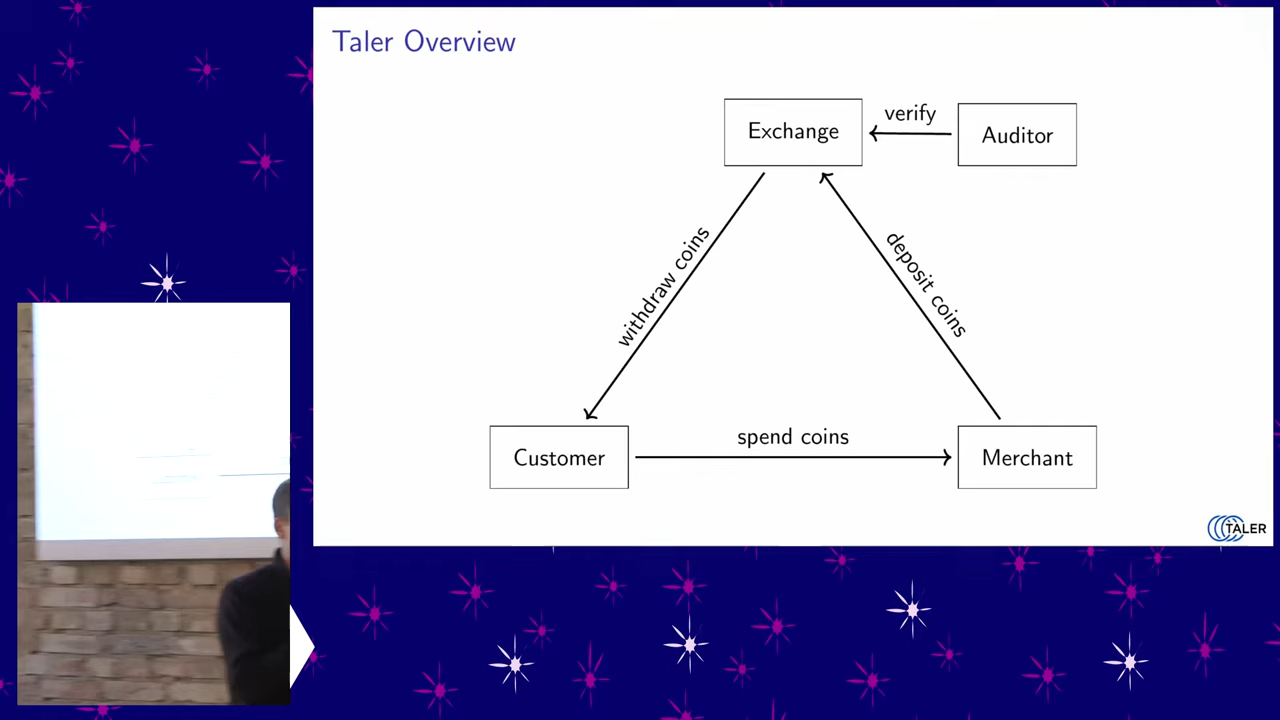 Taler Overview
Exchange
verify
Auditor
withdraw coins
deposit coins
Customer
spend coins
Merchant
TALER